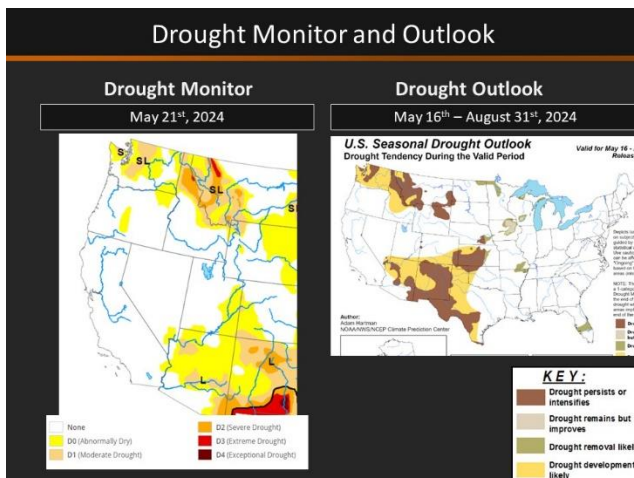 Drought Monitor and Outlook
Drought Monitor
May 21st, 2024
S
S L
S L
S
L
L
None
D0 (Abnormally Dry)
D1 (Moderate Drought)
D2 (Severe Drought)
D3 (Extreme Drought)
D4 (Exceptional Drought)
Drought Outlook
May 16th – August 31st, 2024
U.S. Seasonal Drought Outlook
Drought Tendency During the Valid Period
Valid for May 16 -
Author:
Adam Hartman
NOAA/NWS/NCEP Climate Prediction Center
KEY:
Drought persists or
intensifies
Drought remains but
improves
Drought removal likely
Drought development
likely